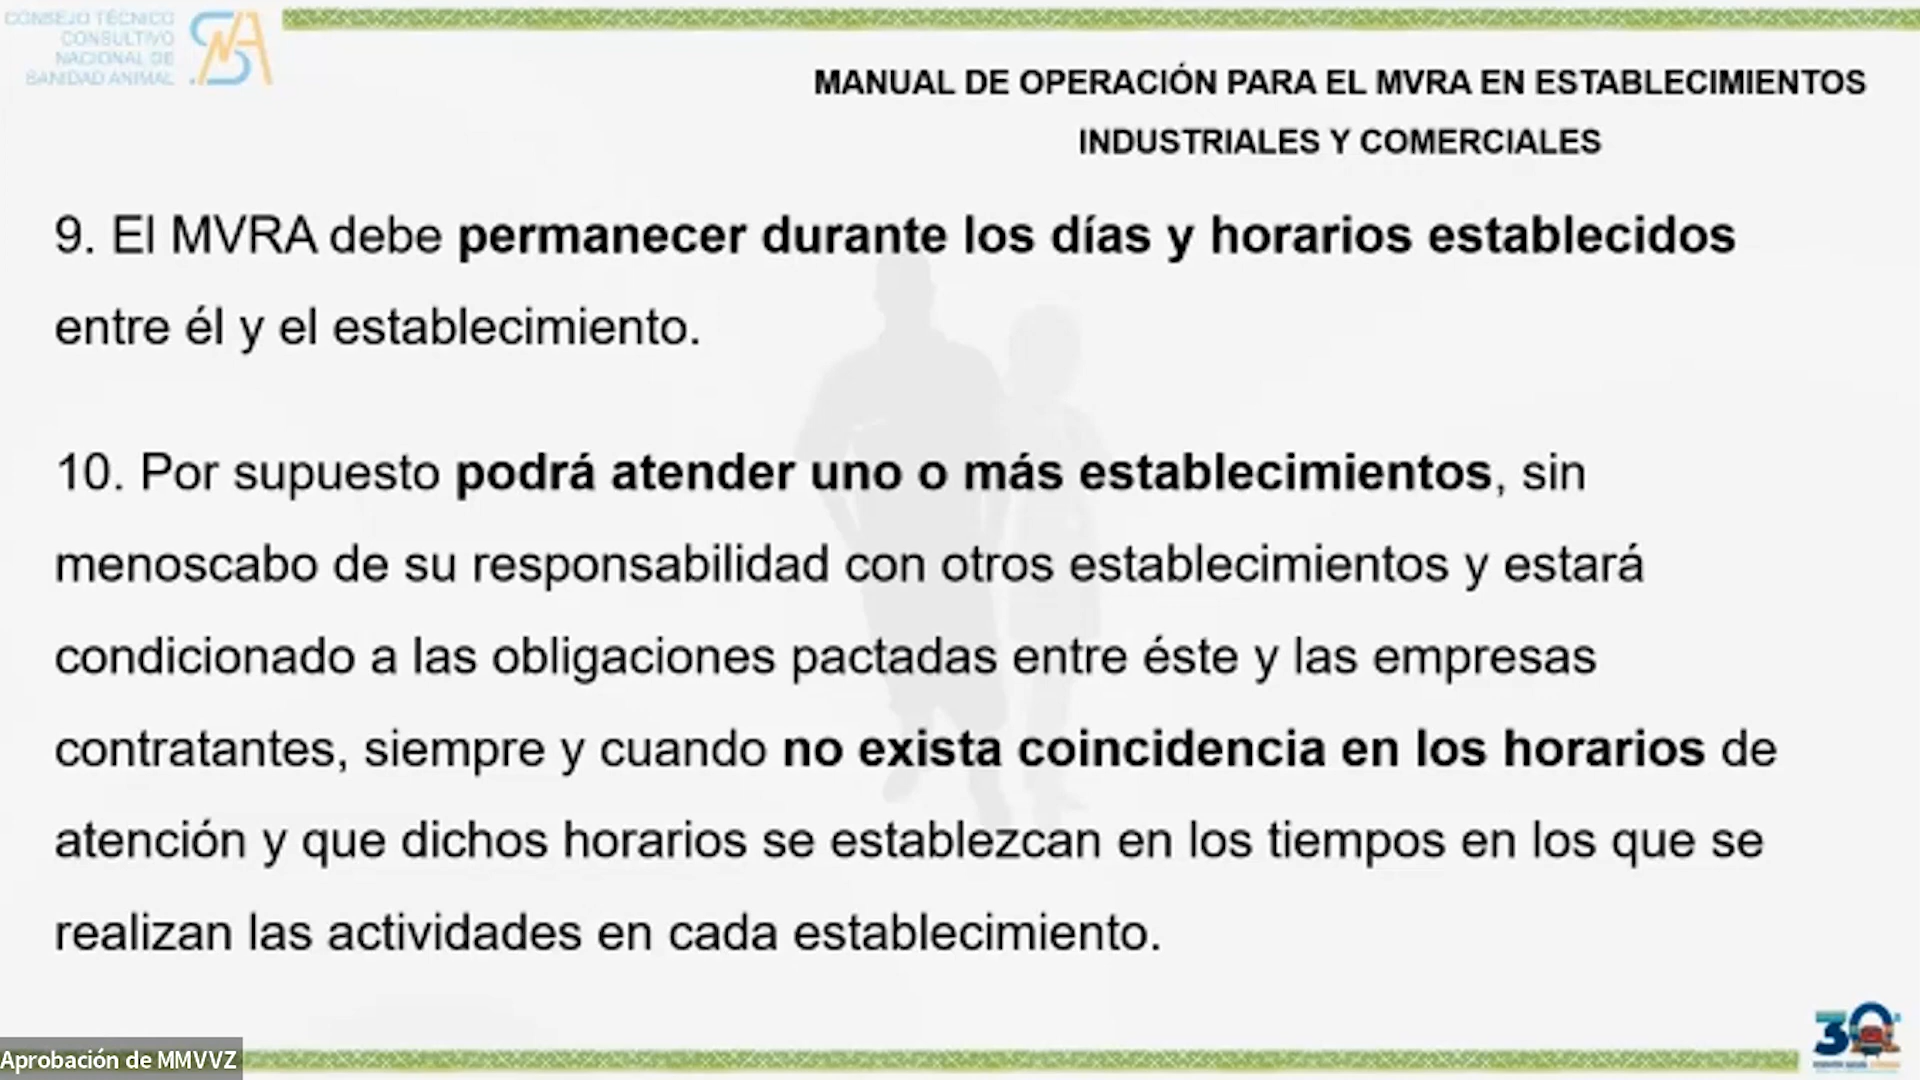 CONSEJO TÉCNICO
CONSULTIVO
NACIONAL DE
SANIDAD ANIMAL
MANUAL DE OPERACIÓN PARA EL MVRA EN ESTABLECIMIENTOS
INDUSTRIALES Y COMERCIALES
9. El MVRA debe permanecer durante los días y horarios establecidos
entre él y el establecimiento.
10. Por supuesto podrá atender uno o más establecimientos, sin
menoscabo de su responsabilidad con otros establecimientos y estará
condicionado a las obligaciones pactadas entre éste y las empresas
contratantes, siempre y cuando no exista coincidencia en los horarios de
atención y que dichos horarios se establezcan en los tiempos en los que se
realizan las actividades en cada establecimiento.
30
Aprobación de MMVVZ